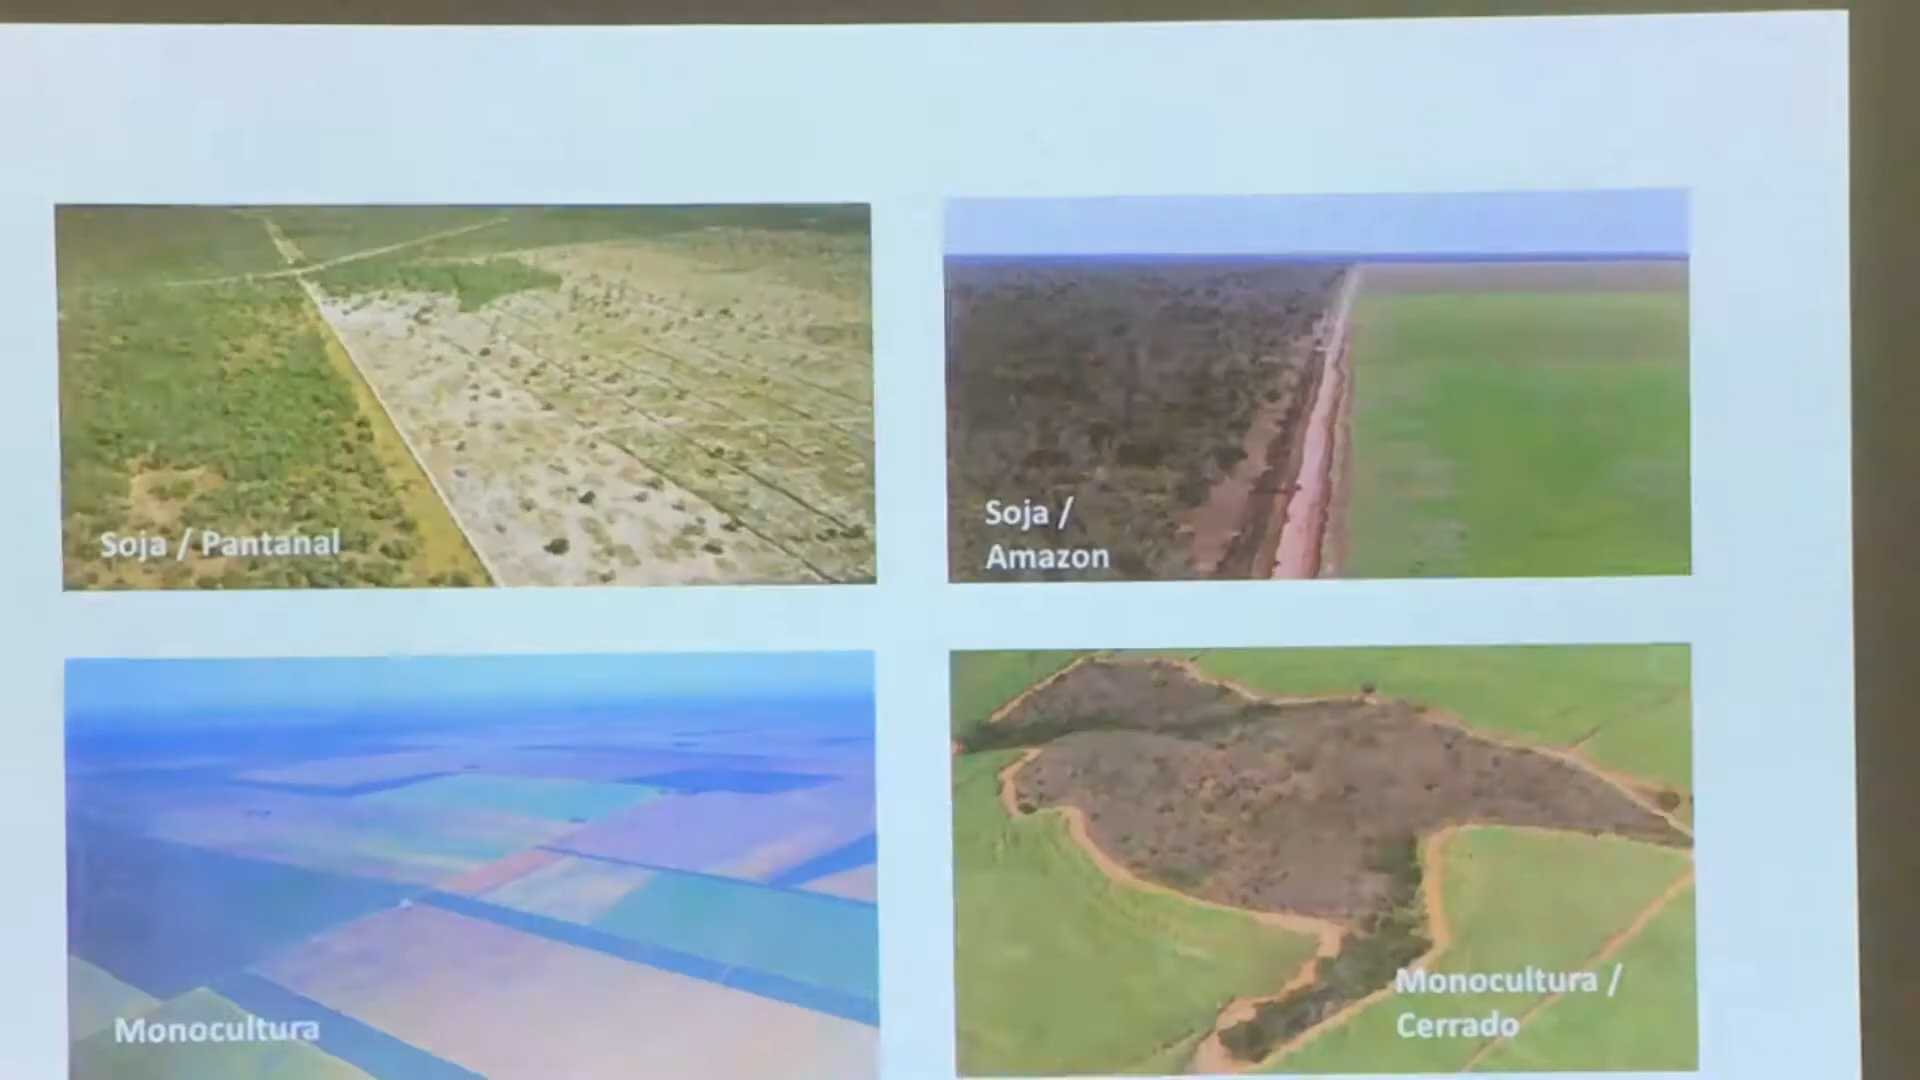 Soja / Pantanal
Soja /
Amazon
Monocultura
Monocultura /
Cerrado